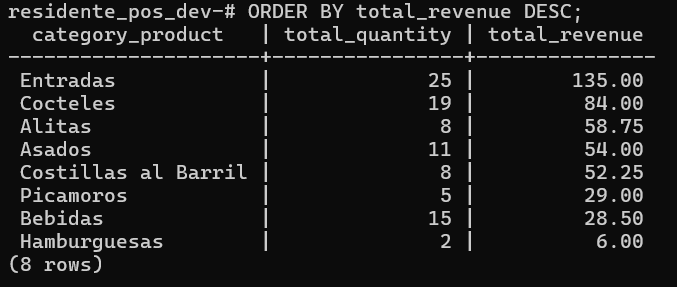 residente_pos_dev-# ORDER BY total_revenue DESC;
category_product | total_quantity | total_revenue
---------------------+----------------+---------------
Entradas | 25 | 135.00
Cocteles | 19 | 84.00
Alitas | 8 | 58.75
Asados | 11 | 54.00
Costillas al Barril | 8 | 52.25
Picamoros | 5 | 29.00
Bebidas | 15 | 28.50
Hamburguesas | 2 | 6.00
(8 rows)